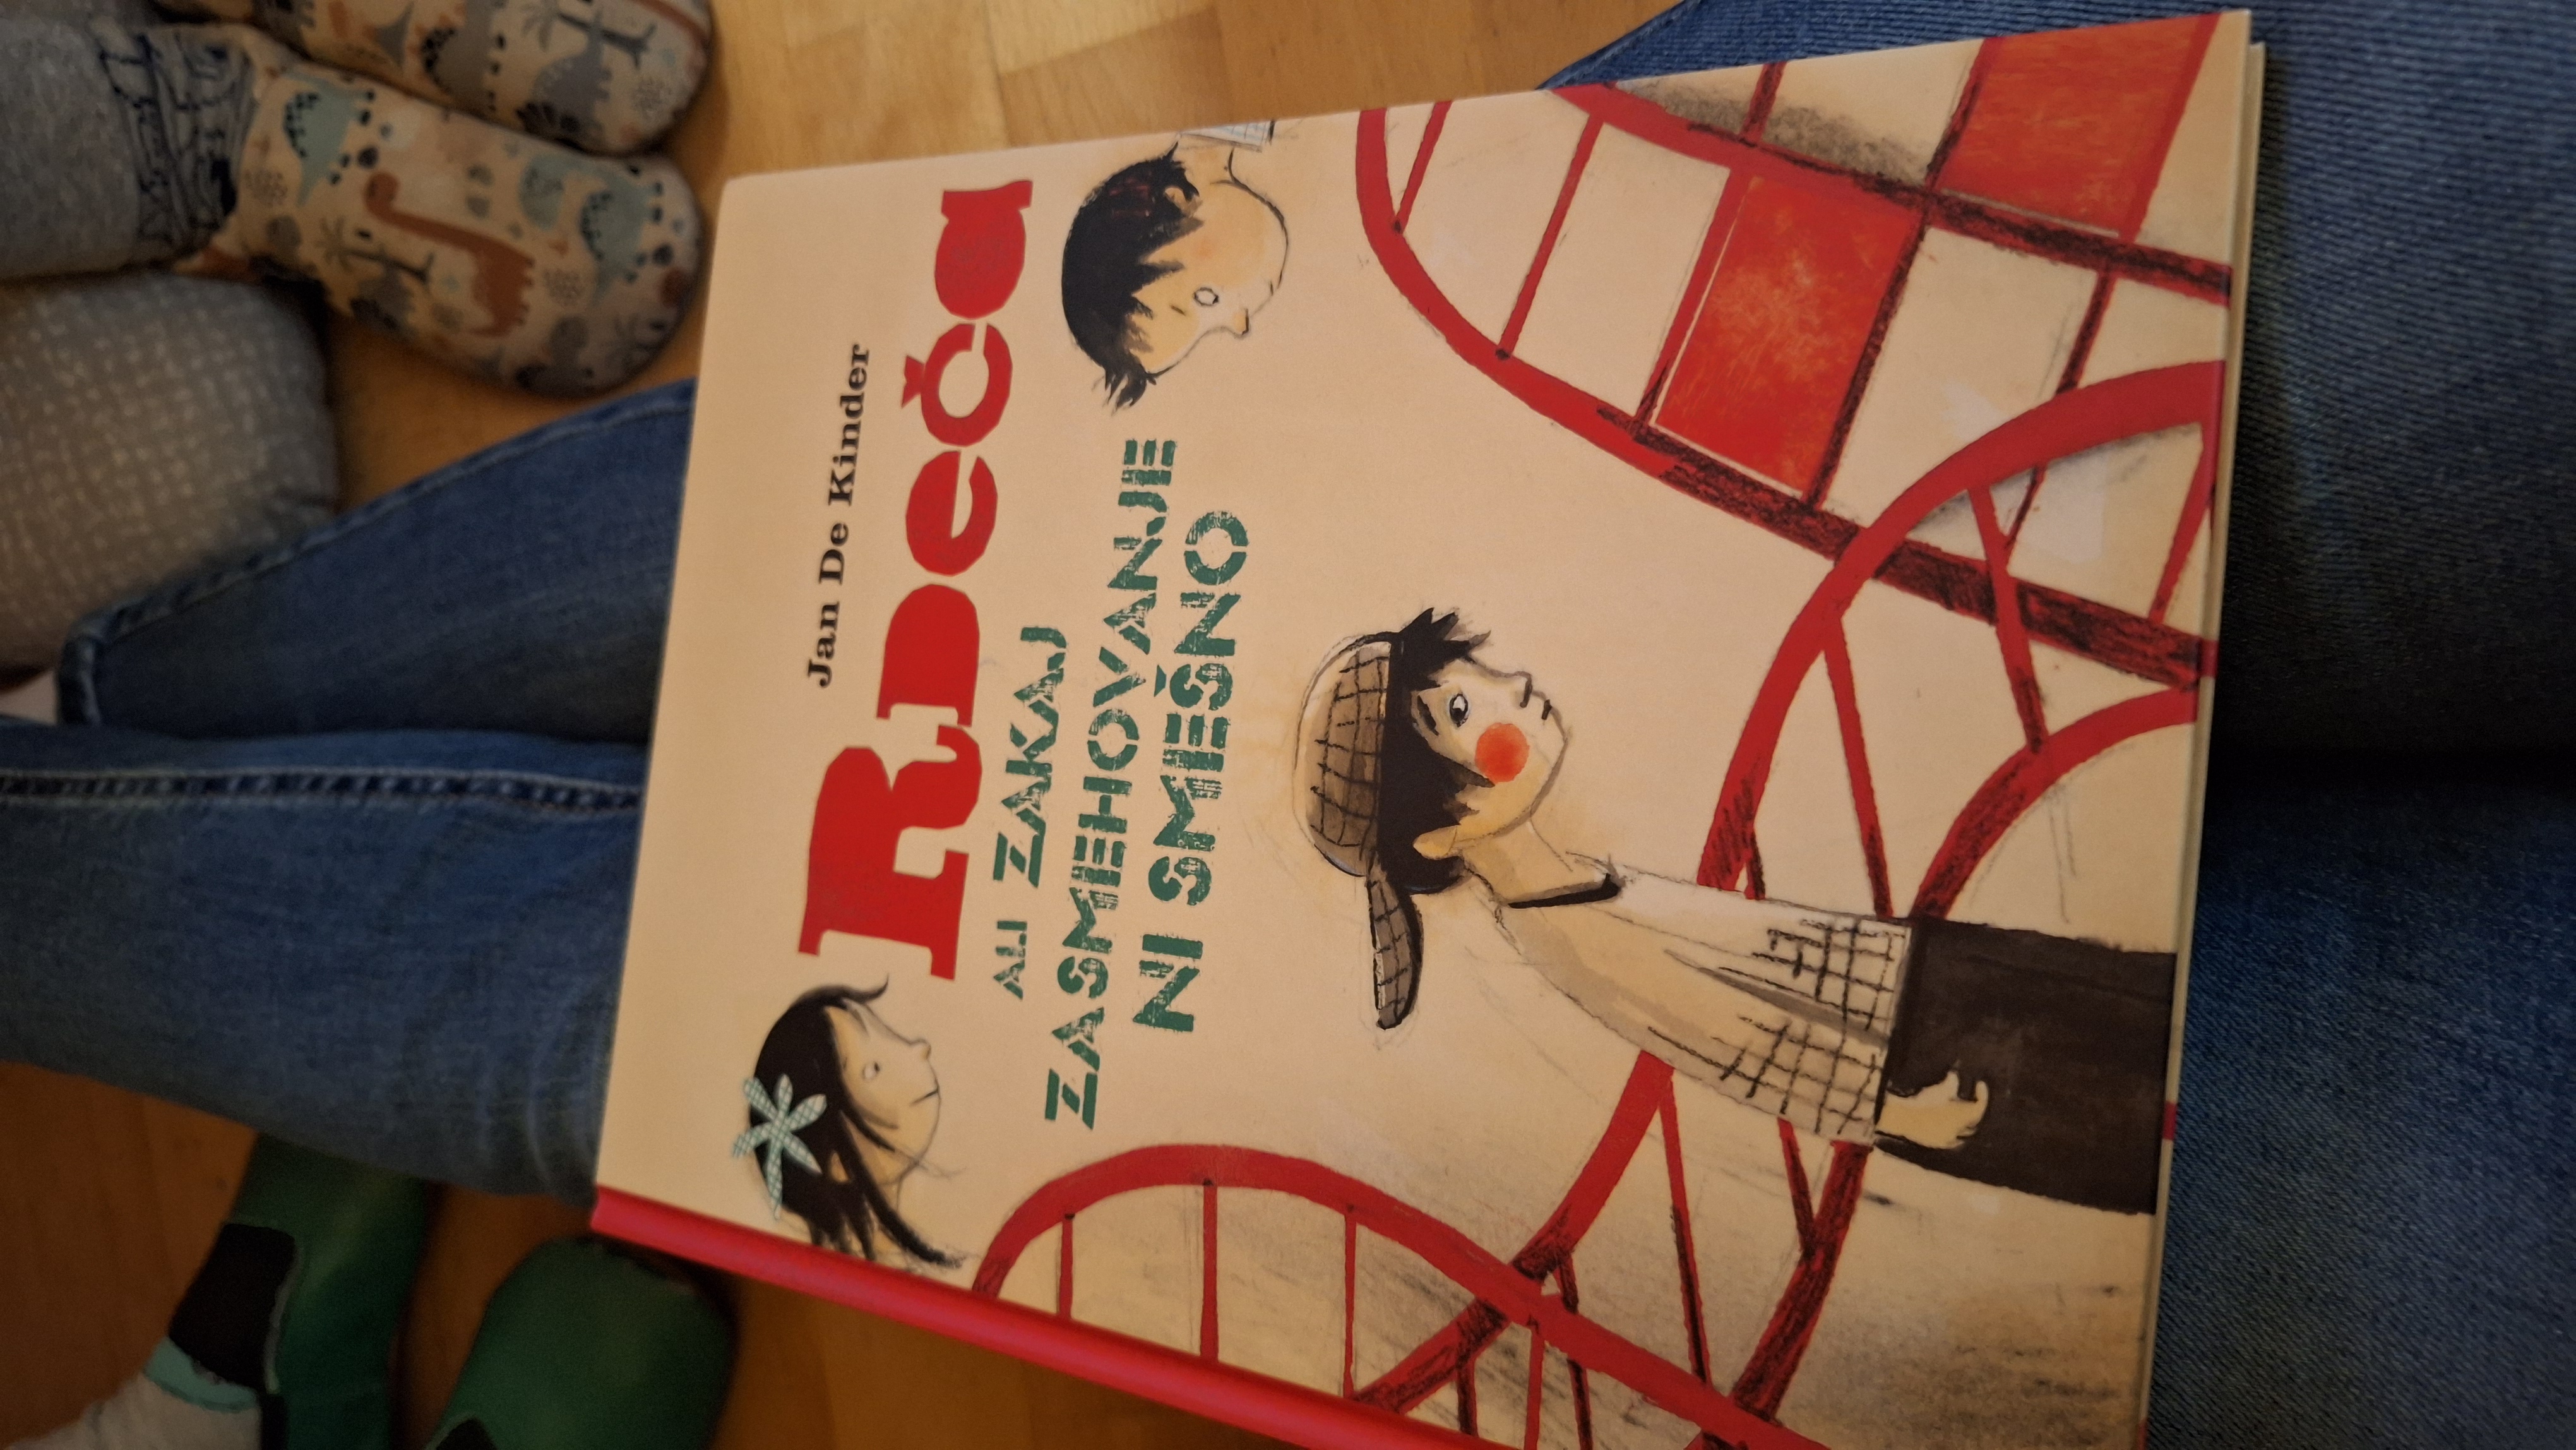 Jan De Kinder
RDeČa
ALI ZAKAJ
ZASMEHOVANJE
NI SMEŠNO